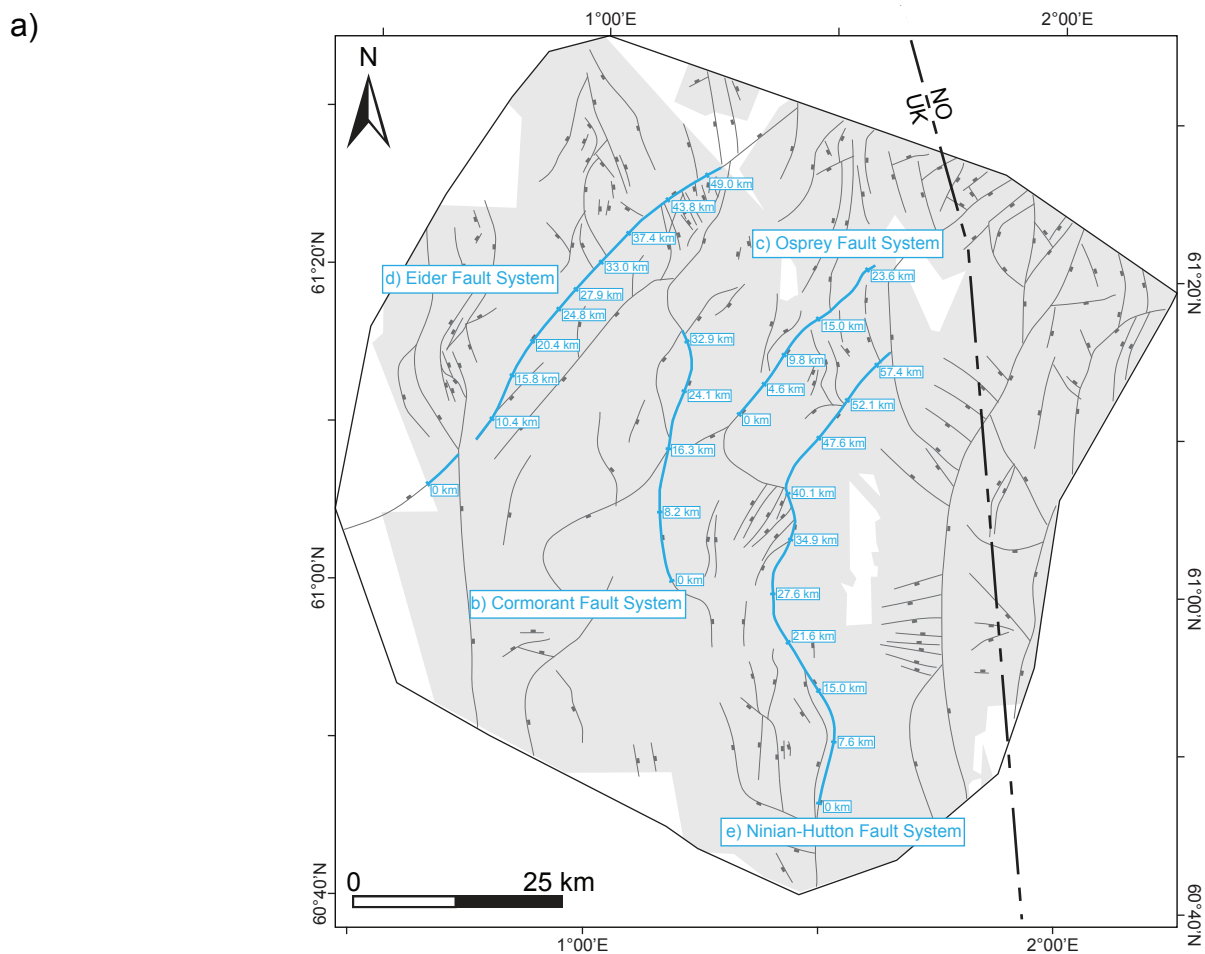 a)
1°00'E
2°00'E
N
NO
UK
49.0 km
43.8 km
c) Osprey Fault System
37.4 km
61°20'N
33.0 km
d) Eider Fault System
23.6 km
61°20'N
27.9 km
24.8 km
15.0 km
20.4 km
32.9 km
9.8 km
57.4 km
15.8 km
4.6 km
24.1 km
52.1 km
0 km
10.4 km
47.6 km
16.3 km
0 km
40.1 km
8.2 km
34.9 km
61°00'N
0 km
27.6 km
61°00'N
b) Cormorant Fault System
21.6 km
15.0 km
7.6 km
0 km
e) Ninian-Hutton Fault System
0
25 km
60°40'N
60°40'N
1°00'E
2°00'E